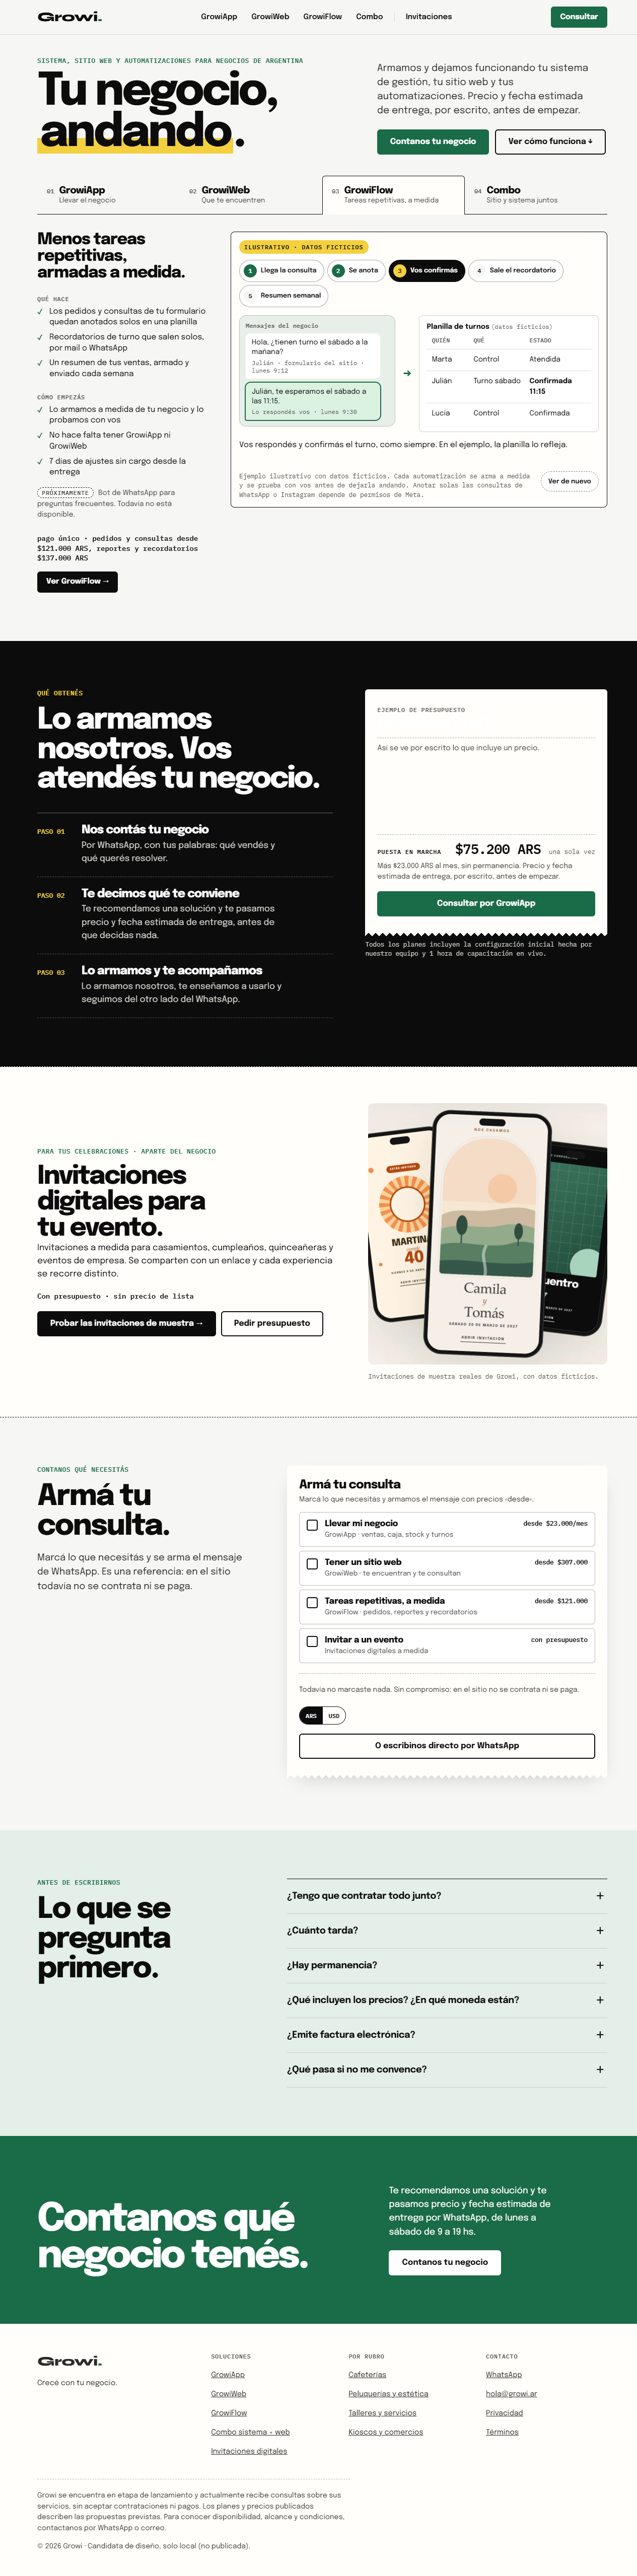 Growi.
GrowiApp GrowiWeb GrowiFlow Combo Invitaciones
Consultar
SISTEMA, SITIO WEB Y AUTOMATIZACIONES PARA NEGOCIOS DE ARGENTINA
Tu negocio,
andando.
Armamos y dejamos funcionando tu sistema
de gestión, tu sitio web y tus
automatizaciones. Precio y fecha estimada
de entrega, por escrito, antes de empezar.
Contanos tu negocio
Ver cómo funciona ↓
01 GrowiApp
Llevar el negocio
02 GrowiWeb
Que te encuentren
03 GrowiFlow
Tareas repetitivas, a medida
04 Combo
Sitio y sistema juntos
Menos tareas
repetitivas,
armadas a medida.
QUÉ HACE
✓ Los pedidos y consultas de tu formulario
quedan anotados solos en una planilla
✓ Recordatorios de turno que salen solos,
por mail o WhatsApp
✓ Un resumen de tus ventas, armado y
enviado cada semana
CÓMO EMPEZÁS
✓ Lo armamos a medida de tu negocio y lo
probamos con vos
✓ No hace falta tener GrowiApp ni
GrowiWeb
✓ 7 días de ajustes sin cargo desde la
entrega
PRÓXIMAMENTE Bot de WhatsApp para
preguntas frecuentes. Todavía no está
disponible.
pago único · pedidos y consultas desde
$121.000 ARS, reportes y recordatorios
$137.000 ARS
Ver GrowiFlow →
ILUSTRATIVO · DATOS FICTICIOS
1 Llega la consulta
2 Se anota
3 Vos confirmás
4 Sale el recordatorio
5 Resumen semanal
Mensajes del negocio
Hola, ¿tienen turno el sábado a la
mañana?
Julián · formulario del sitio ·
lunes 9:12
Julián, te esperamos el sábado a
las 11:15.
Lo respondés vos · lunes 9:30
➔
Planilla de turnos (datos ficticios)
QUIÉN QUÉ ESTADO
Marta Control Atendida
Julián Turno sábado Confirmada
11:15
Lucía Control Confirmada
Vos respondés y confirmás el turno, como siempre. En el ejemplo, la planilla lo refleja.
Ejemplo ilustrativo con datos ficticios. Cada automatización se arma a medida
y se prueba con vos antes de dejarla andando. Anotar solas las consultas de
WhatsApp o Instagram depende de permisos de Meta.
Ver de nuevo
QUÉ OBTENÉS
Lo armamos
nosotros. Vos
atendés tu negocio.
PASO 01 Nos contás tu negocio
Por WhatsApp, con tus palabras: qué vendés y
qué querés resolver.
PASO 02 Te decimos qué te conviene
Te recomendamos una solución y te pasamos
precio y fecha estimada de entrega, antes de
que decidas nada.
PASO 03 Lo armamos y te acompañamos
Lo armamos nosotros, te enseñamos a usarlo y
seguimos del otro lado del WhatsApp.
EJEMPLO DE PRESUPUESTO
Así se ve por escrito lo que incluye un precio.
PUESTA EN MARCHA $75.200 ARS una sola vez
Más $23.000 ARS al mes, sin permanencia. Precio y fecha
estimada de entrega, por escrito, antes de empezar.
Consultar por GrowiApp
Todos los planes incluyen la configuración inicial hecha por
nuestro equipo y 1 hora de capacitación en vivo.
PARA TUS CELEBRACIONES · APARTE DEL NEGOCIO
Invitaciones
digitales para
tu evento.
Invitaciones a medida para casamientos, cumpleaños, quinceañeras y
eventos de empresa. Se comparten con un enlace y cada experiencia
se recorre distinto.
Con presupuesto · sin precio de lista
Probar las invitaciones de muestra →
Pedir presupuesto
NOS CASAMOS
MARTINA
40
Camila
y
Tomás
SÁBADO 20 DE MARZO DE 2027
ABRIR INVITACIÓN
Invitaciones de muestra reales de Growi, con datos ficticios.
CONTANOS QUÉ NECESITÁS
Armá tu
consulta.
Marcá lo que necesitás y se arma el mensaje
de WhatsApp. Es una referencia: en el sitio
todavía no se contrata ni se paga.
Armá tu consulta
Marcá lo que necesitás y armamos el mensaje con precios «desde».
Llevar mi negocio desde $23.000/mes
GrowiApp · ventas, caja, stock y turnos
Tener un sitio web desde $307.000
GrowiWeb · te encuentran y te consultan
Tareas repetitivas, a medida desde $121.000
GrowiFlow · pedidos, reportes y recordatorios
Invitar a un evento con presupuesto
Invitaciones digitales a medida
Todavía no marcaste nada. Sin compromiso: en el sitio no se contrata ni se paga.
ARS USD
O escribinos directo por WhatsApp
ANTES DE ESCRIBIRNOS
Lo que se
pregunta
primero.
¿Tengo que contratar todo junto? +
¿Cuánto tarda? +
¿Hay permanencia? +
¿Qué incluyen los precios? ¿En qué moneda están? +
¿Emite factura electrónica? +
¿Qué pasa si no me convence? +
Contanos qué
negocio tenés.
Te recomendamos una solución y te
pasamos precio y fecha estimada de
entrega por WhatsApp, de lunes a
sábado de 9 a 19 hs.
Contanos tu negocio
Growi.
Crecé con tu negocio.
SOLUCIONES
GrowiApp
GrowiWeb
GrowiFlow
Combo sistema + web
Invitaciones digitales
POR RUBRO
Cafeterías
Peluquerías y estética
Talleres y servicios
Kioscos y comercios
CONTACTO
WhatsApp
hola@growi.ar
Privacidad
Términos
Growi se encuentra en etapa de lanzamiento y actualmente recibe consultas sobre sus
servicios, sin aceptar contrataciones ni pagos. Los planes y precios publicados
describen las propuestas previstas. Para conocer disponibilidad, alcance y condiciones,
contactanos por WhatsApp o correo.
© 2026 Growi · Candidata de diseño, solo local (no publicada).